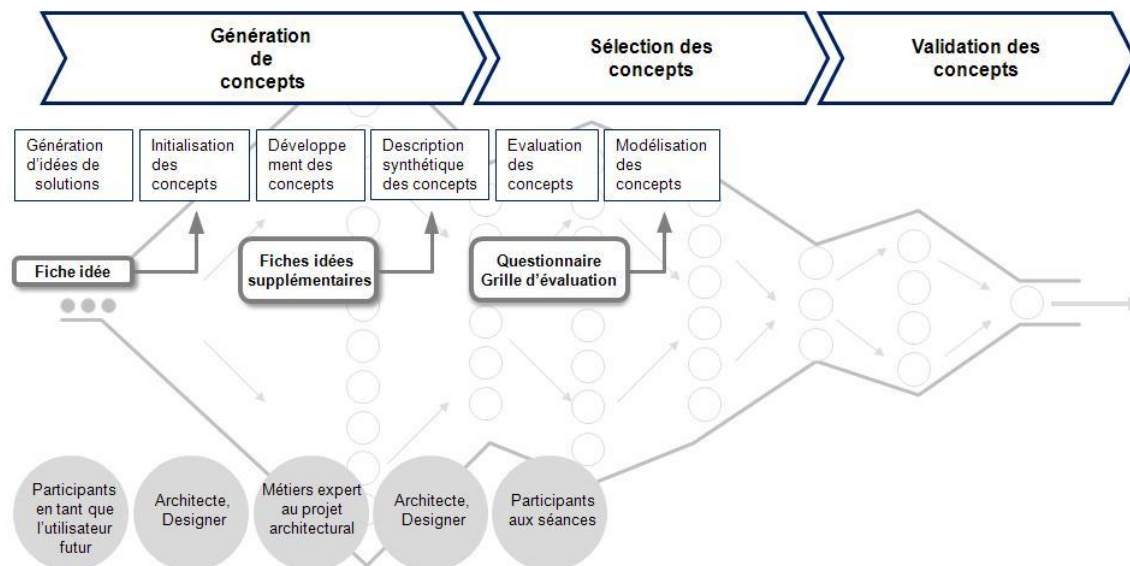 Génération
de
concepts
Sélection des
concepts
Validation des
concepts
Génération
d'idées de
solutions
Initialisation
des
concepts
Développe
ment des
concepts
Description
synthétique
des concepts
Evaluation
des
concepts
Modélisation
des
concepts
Fiche idée
Fiches idées
supplémentaires
Questionnaire
Grille d'évaluation
Participants
en tant que
l'utilisateur
futur
Architecte,
Designer
Métiers expert
au projet
architectural
Architecte,
Designer
Participants
aux séances